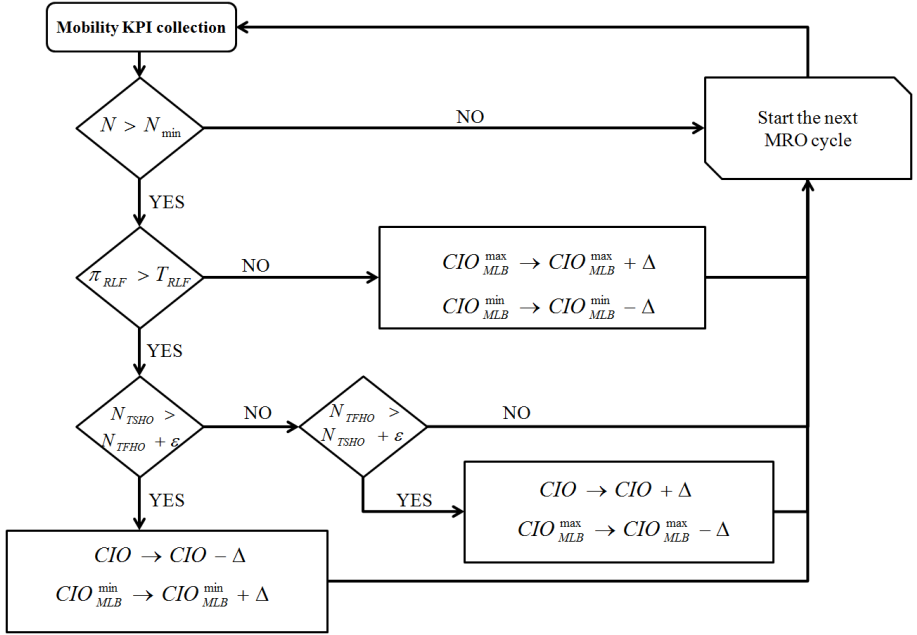 Mobility KPI collection
N > N_min
NO
Start the next
MRO cycle
YES
π_RLF > T_RLF
NO
CIO_MLB^max → CIO_MLB^max + Δ
CIO_MLB^min → CIO_MLB^min − Δ
YES
N_TSHO >
N_TFHO + ε
NO
N_TFHO >
N_TSHO + ε
NO
YES
YES
CIO → CIO + Δ
CIO_MLB^max → CIO_MLB^max − Δ
CIO → CIO − Δ
CIO_MLB^min → CIO_MLB^min + Δ